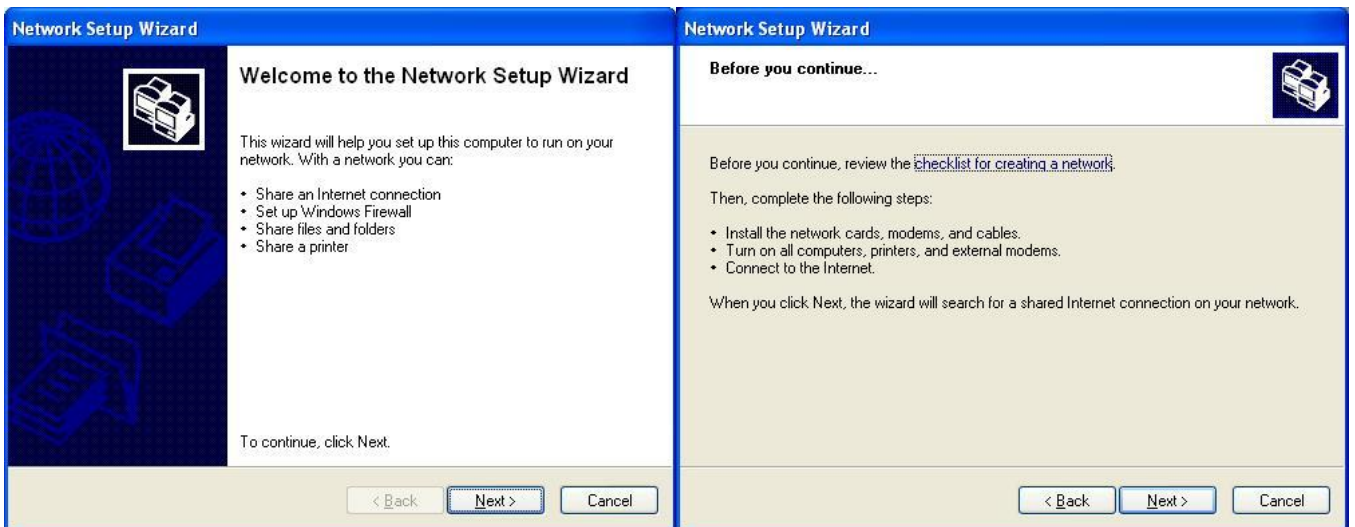 Network Setup Wizard
Welcome to the Network Setup Wizard
This wizard will help you set up this computer to run on your
network. With a network you can:
• Share an Internet connection
• Set up Windows Firewall
• Share files and folders
• Share a printer
To continue, click Next.
< Back
Next >
Cancel
Network Setup Wizard
Before you continue...
Before you continue, review the checklist for creating a network.
Then, complete the following steps:
• Install the network cards, modems, and cables.
• Turn on all computers, printers, and external modems.
• Connect to the Internet.
When you click Next, the wizard will search for a shared Internet connection on your network.
< Back
Next >
Cancel